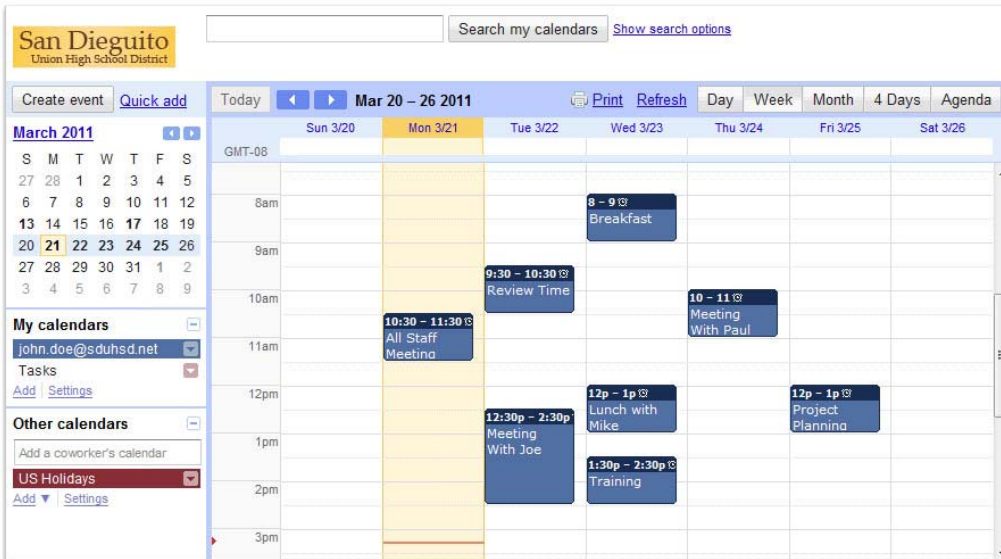 San Dieguito
Union High School District
Search my calendars Show search options
Create event Quick add
Today Mar 20 – 26 2011 Print Refresh Day Week Month 4 Days Agenda
March 2011
S M T W T F S
27 28 1 2 3 4 5
6 7 8 9 10 11 12
13 14 15 16 17 18 19
20 21 22 23 24 25 26
27 28 29 30 31 1 2
3 4 5 6 7 8 9
My calendars
john.doe@sduhsd.net
Tasks
Add Settings
Other calendars
Add a coworker's calendar
US Holidays
Add ▼ Settings
Sun 3/20 Mon 3/21 Tue 3/22 Wed 3/23 Thu 3/24 Fri 3/25 Sat 3/26
GMT-08
8am
9am
10am
11am
12pm
1pm
2pm
3pm
10:30 – 11:30
All Staff
Meeting
9:30 – 10:30
Review Time
12:30p – 2:30p
Meeting
With Joe
8 – 9
Breakfast
12p – 1p
Lunch with
Mike
1:30p – 2:30p
Training
10 – 11
Meeting
With Paul
12p – 1p
Project
Planning